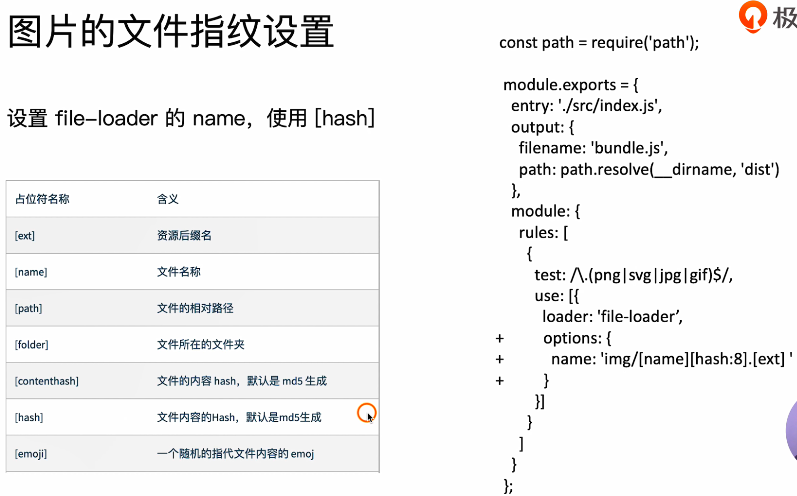 图片的文件指纹设置
设置 file-loader 的 name，使用 [hash]
占位符名称 含义
[ext] 资源后缀名
[name] 文件名称
[path] 文件的相对路径
[folder] 文件所在的文件夹
[contenthash] 文件的内容 hash，默认是 md5 生成
[hash] 文件内容的Hash，默认是md5生成
[emoji] 一个随机的指代文件内容的 emoj
极
const path = require('path');
module.exports = {
entry: './src/index.js',
output: {
filename: 'bundle.js',
path: path.resolve(__dirname, 'dist')
},
module: {
rules: [
{
test: /\.(png|svg|jpg|gif)$/,
use: [{
loader: 'file-loader’,
+ options: {
+ name: 'img/[name][hash:8].[ext] '
+ }
}]
}
]
}
};